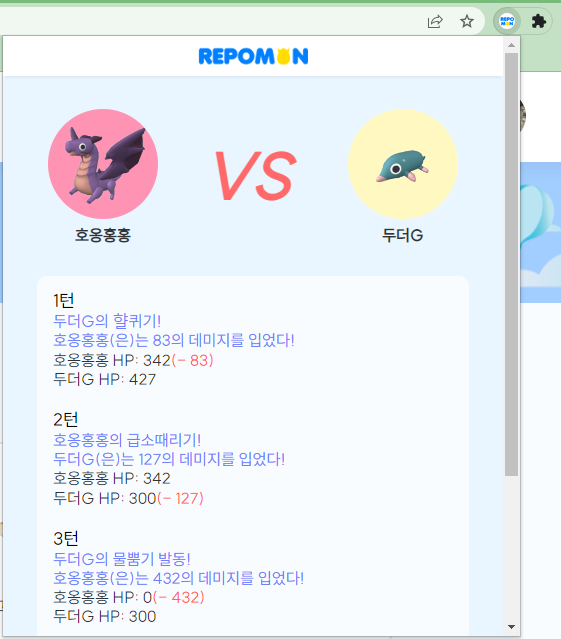 REPOMON
VS
호옹홍홍
두더G
1턴
두더G의 햘퀴기!
호옹홍홍(은)는 83의 데미지를 입었다!
호옹홍홍 HP: 342(- 83)
두더G HP: 427
2턴
호옹홍홍의 급소때리기!
두더G(은)는 127의 데미지를 입었다!
호옹홍홍 HP: 342
두더G HP: 300(- 127)
3턴
두더G의 물뿜기 발동!
호옹홍홍(은)는 432의 데미지를 입었다!
호옹홍홍 HP: 0(- 432)
두더G HP: 300